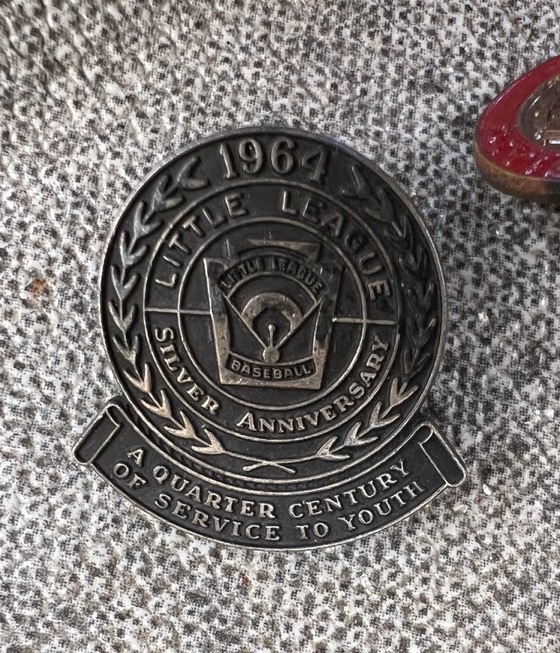 1964
LITTLE LEAGUE
LITTLE LEAGUE
BASEBALL
SILVER ANNIVERSARY
A QUARTER CENTURY
OF SERVICE TO YOUTH